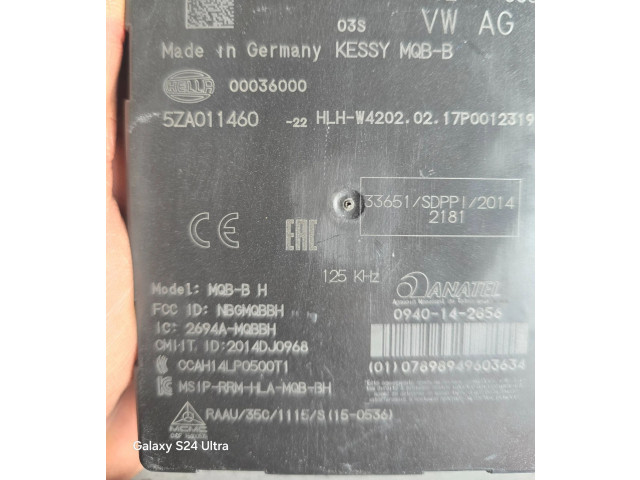 03S VW AG
Made in Germany KESSY MQB-B
HELLA 00036000
5ZA011460 -22 HLH-W4202.02.17P0012319
33651/SDPPI/2014
2181
CE EAC
125 KHz
ANATEL
Model: MQB-B H
FCC ID: NBGMQBBH
0940-14-2856
IC: 2694A-MQBBH
CMIIT ID:2014DJ0968
CCAH14LP0500T1
(01)07898949603634
MSIP-RRM-HLA-MQB-BH
MCMC RAAU/35C/1115/S(15-0536)
Galaxy S24 Ultra